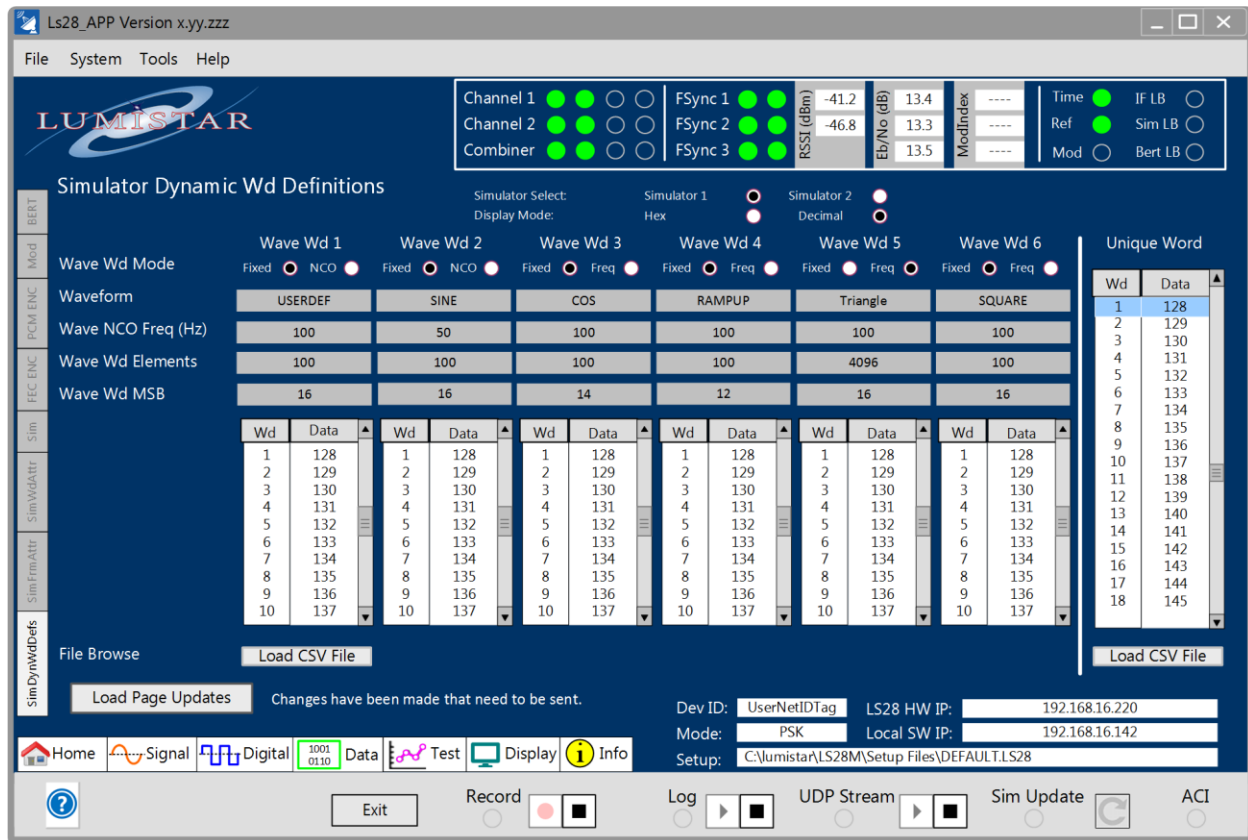 Ls28_APP Version x.yy.zzz
File System Tools Help
LUMISTAR
Channel 1 FSync 1 RSSI (dBm) -41.2 Eb/No (dB) 13.4 ModIndex ---- Time IF LB
Channel 2 FSync 2 -46.8 13.3 ---- Ref Sim LB
Combiner FSync 3 13.5 ---- Mod Bert LB
Simulator Dynamic Wd Definitions
Simulator Select: Simulator 1 Simulator 2
Display Mode: Hex Decimal
BERT
Mod
PCM ENC
FEC ENC
Sim
SimWdAttr
SimFrmAttr
SimDynWdDefs
Wave Wd 1 Wave Wd 2 Wave Wd 3 Wave Wd 4 Wave Wd 5 Wave Wd 6
Wave Wd Mode Fixed NCO Fixed NCO Fixed Freq Fixed Freq Fixed Freq Fixed Freq
Waveform USERDEF SINE COS RAMPUP Triangle SQUARE
Wave NCO Freq (Hz) 100 50 100 100 100 100
Wave Wd Elements 100 100 100 100 4096 100
Wave Wd MSB 16 16 14 12 16 16
Wd Data Wd Data Wd Data Wd Data Wd Data Wd Data
1 128 1 128 1 128 1 128 1 128 1 128
2 129 2 129 2 129 2 129 2 129 2 129
3 130 3 130 3 130 3 130 3 130 3 130
4 131 4 131 4 131 4 131 4 131 4 131
5 132 5 132 5 132 5 132 5 132 5 132
6 133 6 133 6 133 6 133 6 133 6 133
7 134 7 134 7 134 7 134 7 134 7 134
8 135 8 135 8 135 8 135 8 135 8 135
9 136 9 136 9 136 9 136 9 136 9 136
10 137 10 137 10 137 10 137 10 137 10 137
Unique Word
Wd Data
1 128
2 129
3 130
4 131
5 132
6 133
7 134
8 135
9 136
10 137
11 138
12 139
13 140
14 141
15 142
16 143
17 144
18 145
File Browse Load CSV File Load CSV File
Load Page Updates Changes have been made that need to be sent.
Dev ID: UserNetIDTag LS28 HW IP: 192.168.16.220
Mode: PSK Local SW IP: 192.168.16.142
Setup: C:\lumistar\LS28M\Setup Files\DEFAULT.LS28
Home Signal Digital 1001 0110 Data Test Display i Info
? Exit Record Log UDP Stream Sim Update ACI